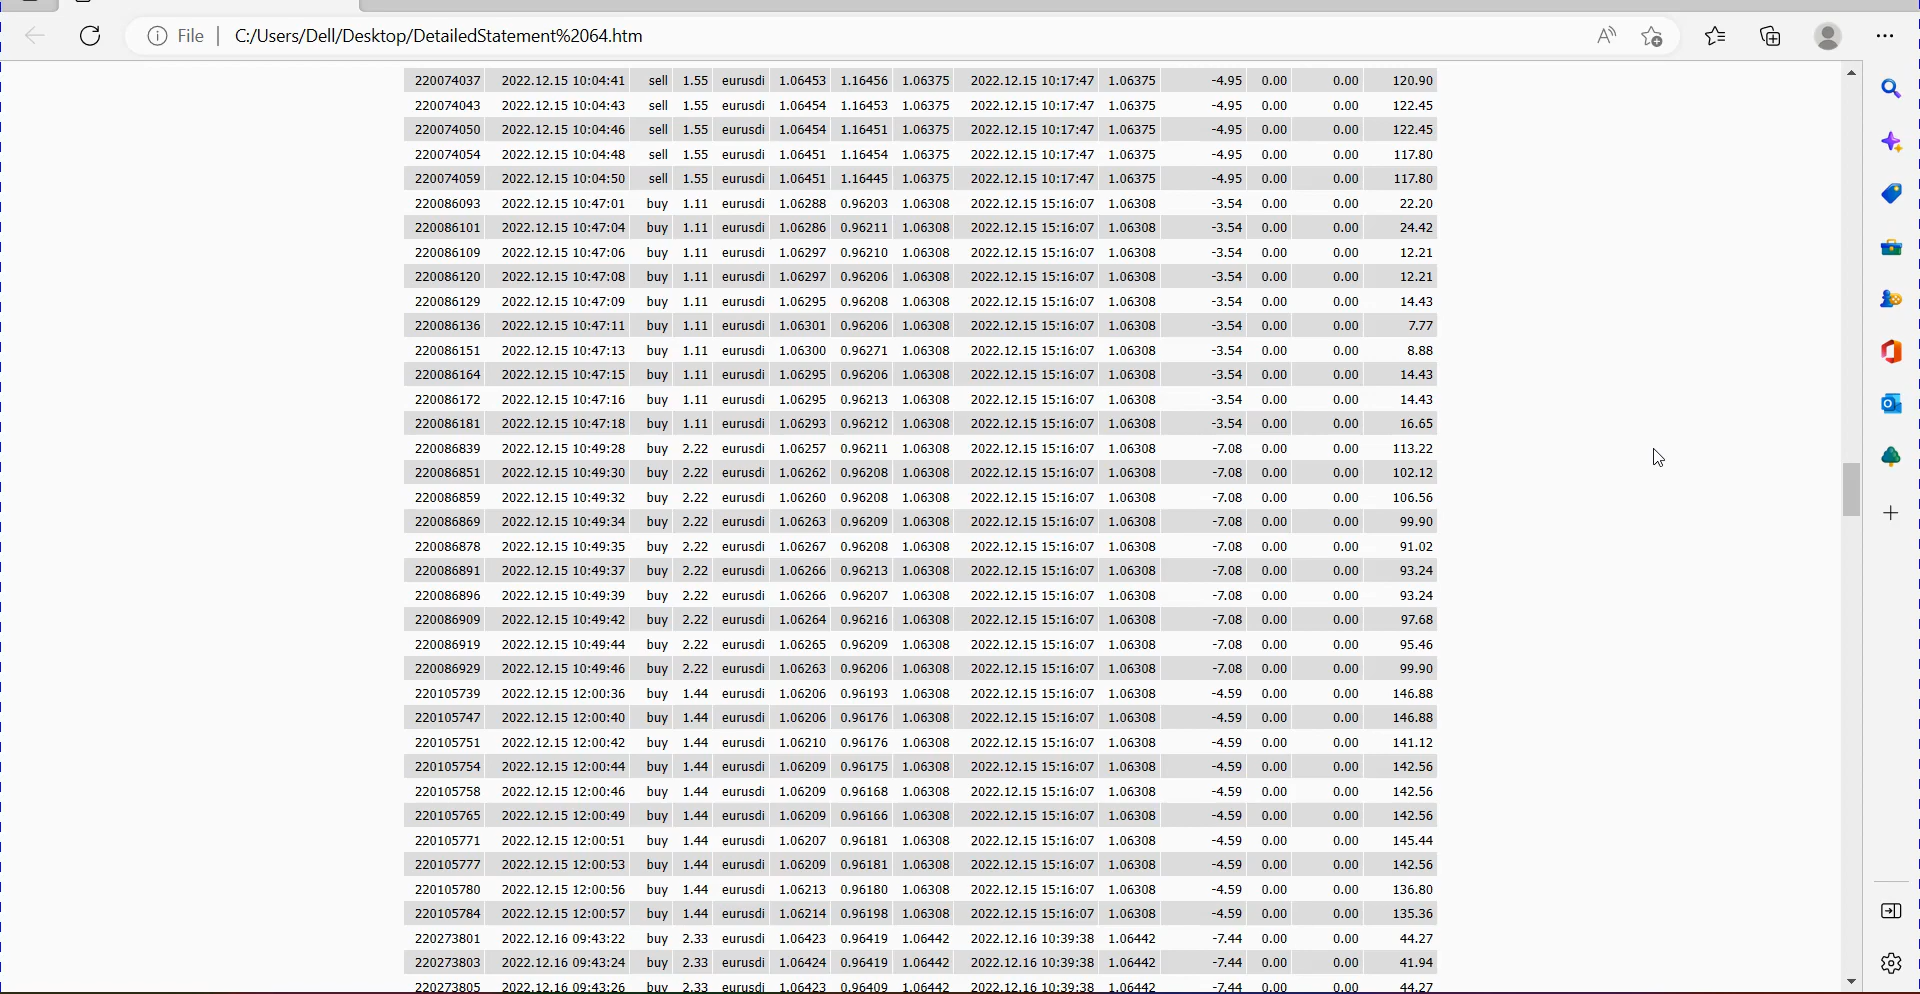 File | C:/Users/Dell/Desktop/DetailedStatement%2064.htm
220074037 2022.12.15 10:04:41 sell 1.55 eurusdi 1.06453 1.16456 1.06375 2022.12.15 10:17:47 1.06375 -4.95 0.00 0.00 120.90
220074043 2022.12.15 10:04:43 sell 1.55 eurusdi 1.06454 1.16453 1.06375 2022.12.15 10:17:47 1.06375 -4.95 0.00 0.00 122.45
220074050 2022.12.15 10:04:46 sell 1.55 eurusdi 1.06454 1.16451 1.06375 2022.12.15 10:17:47 1.06375 -4.95 0.00 0.00 122.45
220074054 2022.12.15 10:04:48 sell 1.55 eurusdi 1.06451 1.16454 1.06375 2022.12.15 10:17:47 1.06375 -4.95 0.00 0.00 117.80
220074059 2022.12.15 10:04:50 sell 1.55 eurusdi 1.06451 1.16445 1.06375 2022.12.15 10:17:47 1.06375 -4.95 0.00 0.00 117.80
220086093 2022.12.15 10:47:01 buy 1.11 eurusdi 1.06288 0.96203 1.06308 2022.12.15 15:16:07 1.06308 -3.54 0.00 0.00 22.20
220086101 2022.12.15 10:47:04 buy 1.11 eurusdi 1.06286 0.96211 1.06308 2022.12.15 15:16:07 1.06308 -3.54 0.00 0.00 24.42
220086109 2022.12.15 10:47:06 buy 1.11 eurusdi 1.06297 0.96210 1.06308 2022.12.15 15:16:07 1.06308 -3.54 0.00 0.00 12.21
220086120 2022.12.15 10:47:08 buy 1.11 eurusdi 1.06297 0.96206 1.06308 2022.12.15 15:16:07 1.06308 -3.54 0.00 0.00 12.21
220086129 2022.12.15 10:47:09 buy 1.11 eurusdi 1.06295 0.96208 1.06308 2022.12.15 15:16:07 1.06308 -3.54 0.00 0.00 14.43
220086136 2022.12.15 10:47:11 buy 1.11 eurusdi 1.06301 0.96206 1.06308 2022.12.15 15:16:07 1.06308 -3.54 0.00 0.00 7.77
220086151 2022.12.15 10:47:13 buy 1.11 eurusdi 1.06300 0.96271 1.06308 2022.12.15 15:16:07 1.06308 -3.54 0.00 0.00 8.88
220086164 2022.12.15 10:47:15 buy 1.11 eurusdi 1.06295 0.96206 1.06308 2022.12.15 15:16:07 1.06308 -3.54 0.00 0.00 14.43
220086172 2022.12.15 10:47:16 buy 1.11 eurusdi 1.06295 0.96213 1.06308 2022.12.15 15:16:07 1.06308 -3.54 0.00 0.00 14.43
220086181 2022.12.15 10:47:18 buy 1.11 eurusdi 1.06293 0.96212 1.06308 2022.12.15 15:16:07 1.06308 -3.54 0.00 0.00 16.65
220086839 2022.12.15 10:49:28 buy 2.22 eurusdi 1.06257 0.96211 1.06308 2022.12.15 15:16:07 1.06308 -7.08 0.00 0.00 113.22
220086851 2022.12.15 10:49:30 buy 2.22 eurusdi 1.06262 0.96208 1.06308 2022.12.15 15:16:07 1.06308 -7.08 0.00 0.00 102.12
220086859 2022.12.15 10:49:32 buy 2.22 eurusdi 1.06260 0.96208 1.06308 2022.12.15 15:16:07 1.06308 -7.08 0.00 0.00 106.56
220086869 2022.12.15 10:49:34 buy 2.22 eurusdi 1.06263 0.96209 1.06308 2022.12.15 15:16:07 1.06308 -7.08 0.00 0.00 99.90
220086878 2022.12.15 10:49:35 buy 2.22 eurusdi 1.06267 0.96208 1.06308 2022.12.15 15:16:07 1.06308 -7.08 0.00 0.00 91.02
220086891 2022.12.15 10:49:37 buy 2.22 eurusdi 1.06266 0.96213 1.06308 2022.12.15 15:16:07 1.06308 -7.08 0.00 0.00 93.24
220086896 2022.12.15 10:49:39 buy 2.22 eurusdi 1.06266 0.96207 1.06308 2022.12.15 15:16:07 1.06308 -7.08 0.00 0.00 93.24
220086909 2022.12.15 10:49:42 buy 2.22 eurusdi 1.06264 0.96216 1.06308 2022.12.15 15:16:07 1.06308 -7.08 0.00 0.00 97.68
220086919 2022.12.15 10:49:44 buy 2.22 eurusdi 1.06265 0.96209 1.06308 2022.12.15 15:16:07 1.06308 -7.08 0.00 0.00 95.46
220086929 2022.12.15 10:49:46 buy 2.22 eurusdi 1.06263 0.96206 1.06308 2022.12.15 15:16:07 1.06308 -7.08 0.00 0.00 99.90
220105739 2022.12.15 12:00:36 buy 1.44 eurusdi 1.06206 0.96193 1.06308 2022.12.15 15:16:07 1.06308 -4.59 0.00 0.00 146.88
220105747 2022.12.15 12:00:40 buy 1.44 eurusdi 1.06206 0.96176 1.06308 2022.12.15 15:16:07 1.06308 -4.59 0.00 0.00 146.88
220105751 2022.12.15 12:00:42 buy 1.44 eurusdi 1.06210 0.96176 1.06308 2022.12.15 15:16:07 1.06308 -4.59 0.00 0.00 141.12
220105754 2022.12.15 12:00:44 buy 1.44 eurusdi 1.06209 0.96175 1.06308 2022.12.15 15:16:07 1.06308 -4.59 0.00 0.00 142.56
220105758 2022.12.15 12:00:46 buy 1.44 eurusdi 1.06209 0.96168 1.06308 2022.12.15 15:16:07 1.06308 -4.59 0.00 0.00 142.56
220105765 2022.12.15 12:00:49 buy 1.44 eurusdi 1.06209 0.96166 1.06308 2022.12.15 15:16:07 1.06308 -4.59 0.00 0.00 142.56
220105771 2022.12.15 12:00:51 buy 1.44 eurusdi 1.06207 0.96181 1.06308 2022.12.15 15:16:07 1.06308 -4.59 0.00 0.00 145.44
220105777 2022.12.15 12:00:53 buy 1.44 eurusdi 1.06209 0.96181 1.06308 2022.12.15 15:16:07 1.06308 -4.59 0.00 0.00 142.56
220105780 2022.12.15 12:00:56 buy 1.44 eurusdi 1.06213 0.96180 1.06308 2022.12.15 15:16:07 1.06308 -4.59 0.00 0.00 136.80
220105784 2022.12.15 12:00:57 buy 1.44 eurusdi 1.06214 0.96198 1.06308 2022.12.15 15:16:07 1.06308 -4.59 0.00 0.00 135.36
220273801 2022.12.16 09:43:22 buy 2.33 eurusdi 1.06423 0.96419 1.06442 2022.12.16 10:39:38 1.06442 -7.44 0.00 0.00 44.27
220273803 2022.12.16 09:43:24 buy 2.33 eurusdi 1.06424 0.96419 1.06442 2022.12.16 10:39:38 1.06442 -7.44 0.00 0.00 41.94
220273805 2022.12.16 09:43:26 buy 2.33 eurusdi 1.06423 0.96409 1.06442 2022.12.16 10:39:38 1.06442 -7.44 0.00 0.00 44.27